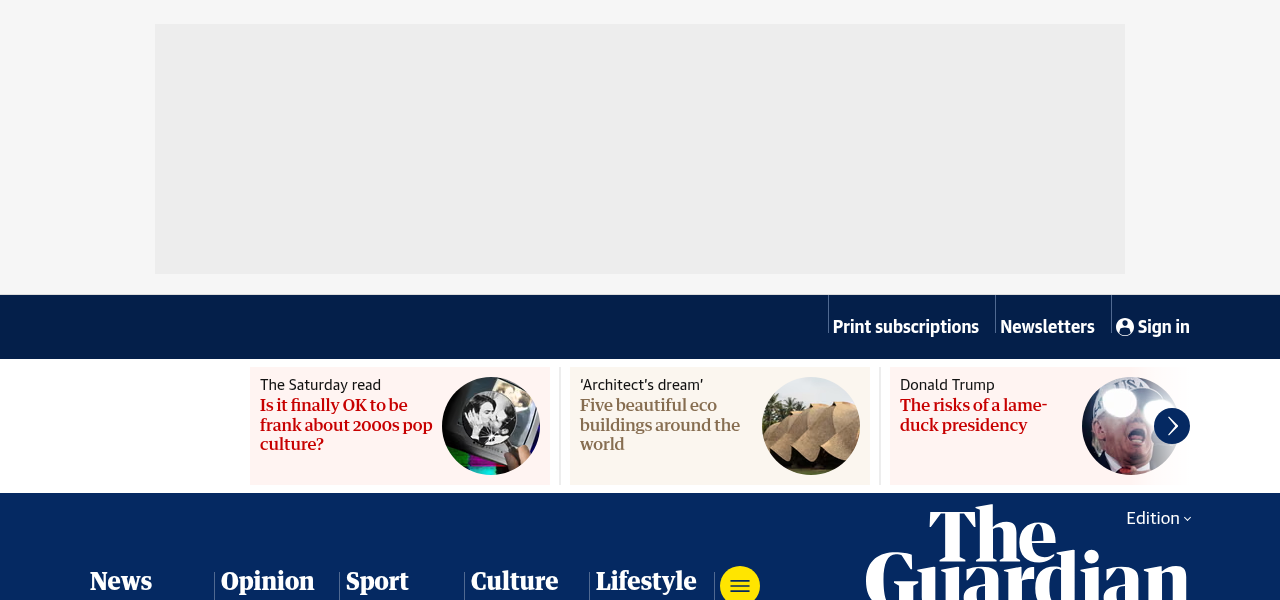 Print subscriptions
Newsletters
Sign in
The Saturday read
Is it finally OK to be
frank about 2000s pop
culture?
‘Architect’s dream’
Five beautiful eco
buildings around the
world
Donald Trump
The risks of a lame-
duck presidency
USA
Edition
The
Guardian
News
Opinion
Sport
Culture
Lifestyle